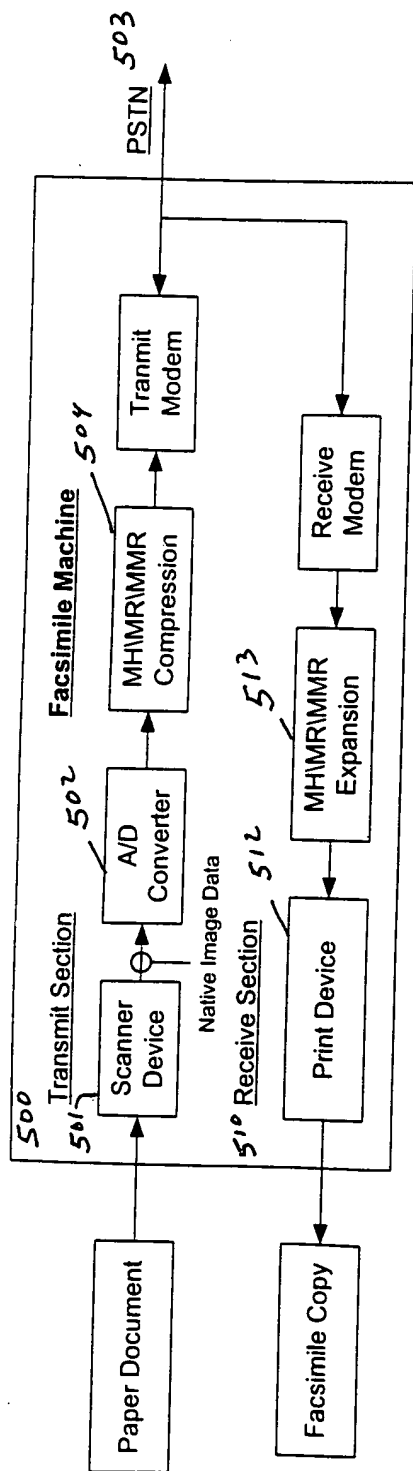 Facsimile Machine
PSTN 503
500
Transmit Section
Paper Document
501
Scanner
Device
Native Image Data
502
A/D
Converter
504
MH\MR\MMR
Compression
Tranmit
Modem
510 Receive Section
Facsimile Copy
512
Print Device
513
MH\MR\MMR
Expansion
Receive
Modem